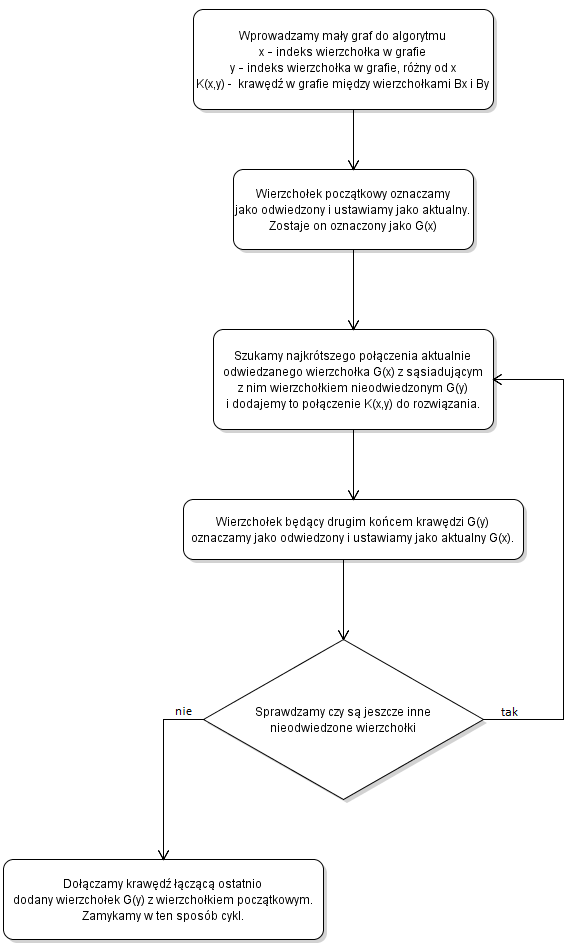 Wprowadzamy mały graf do algorytmu
x - indeks wierzchołka w grafie
y - indeks wierzchołka w grafie, różny od x
K(x,y) - krawędź w grafie między wierzchołkami Bx i By
Wierzchołek początkowy oznaczamy
jako odwiedzony i ustawiamy jako aktualny.
Zostaje on oznaczony jako G(x)
Szukamy najkrótszego połączenia aktualnie
odwiedzanego wierzchołka G(x) z sąsiadującym
z nim wierzchołkiem nieodwiedzonym G(y)
i dodajemy to połączenie K(x,y) do rozwiązania.
Wierzchołek będący drugim końcem krawędzi G(y)
oznaczamy jako odwiedzony i ustawiamy jako aktualny G(x).
Sprawdzamy czy są jeszcze inne
nieodwiedzone wierzchołki
nie
tak
Dołączamy krawędź łączącą ostatnio
dodany wierzchołek G(y) z wierzchołkiem początkowym.
Zamykamy w ten sposób cykl.